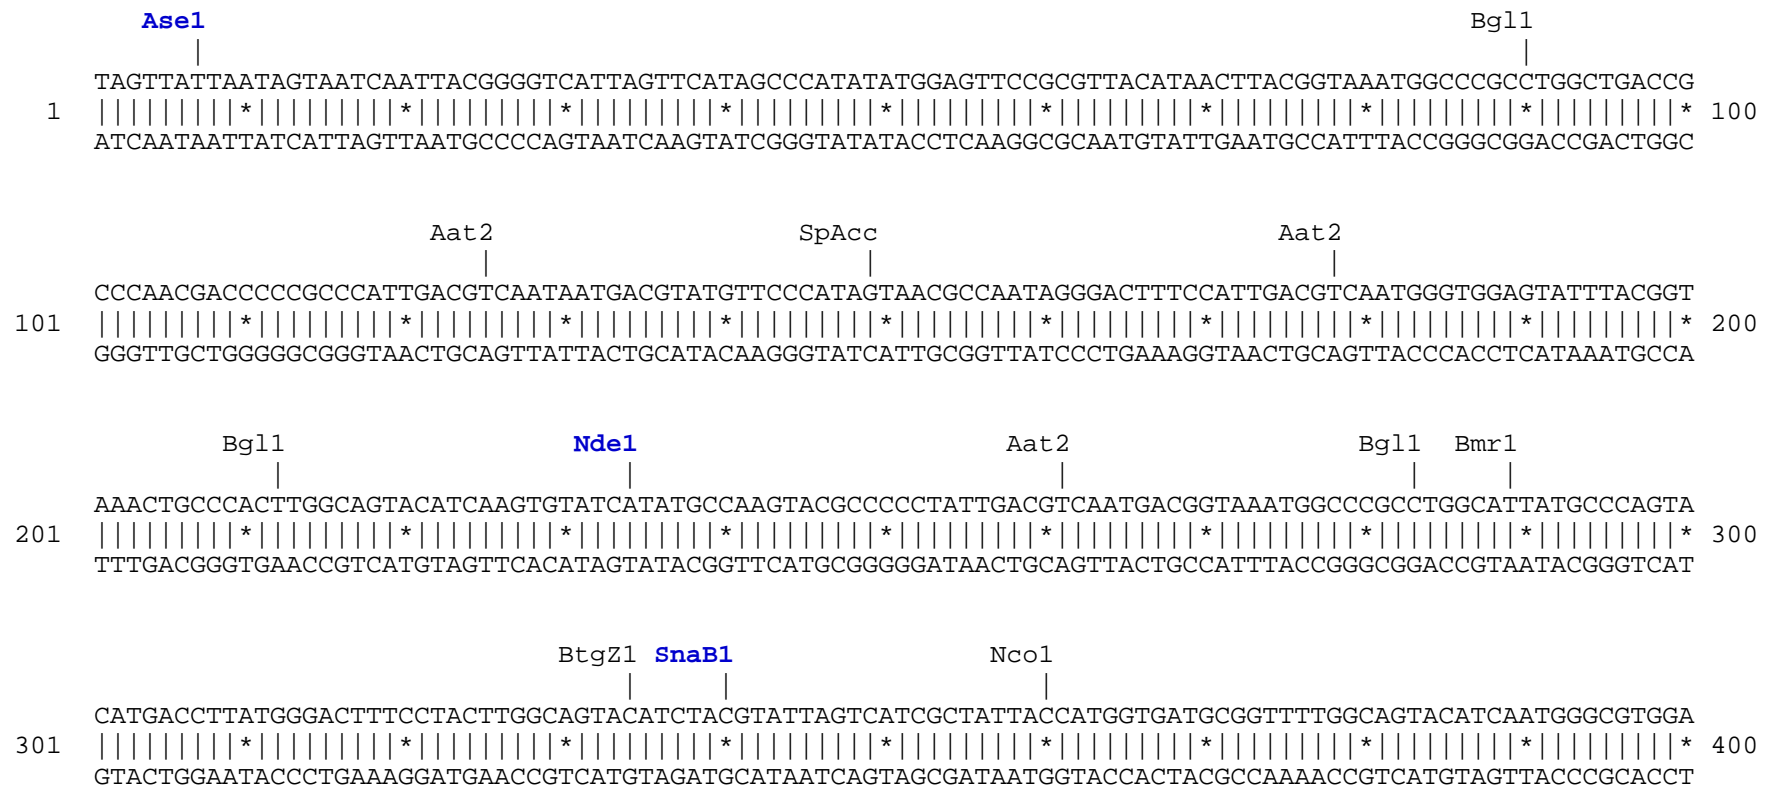 Ase1 Bgl1
| |
TAGTTATTAATAGTAATCAATTACGGGGTCATTAGTTCATAGCCCATATATGGAGTTCCGCGTTACATAACTTACGGTAAATGGCCCGCCTGGCTGACCG
1 |||||||||*|||||||||*|||||||||*|||||||||*|||||||||*|||||||||*|||||||||*|||||||||*|||||||||*|||||||||* 100
ATCAATAATTATCATTAGTTAATGCCCCAGTAATCAAGTATCGGGTATATACCTCAAGGCGCAATGTATTGAATGCCATTTACCGGGCGGACCGACTGGC
Aat2 SpAcc Aat2
| | |
CCCAACGACCCCCGCCCATTGACGTCAATAATGACGTATGTTCCCATAGTAACGCCAATAGGGACTTTCCATTGACGTCAATGGGTGGAGTATTTACGGT
101 |||||||||*|||||||||*|||||||||*|||||||||*|||||||||*|||||||||*|||||||||*|||||||||*|||||||||*|||||||||* 200
GGGTTGCTGGGGGCGGGTAACTGCAGTTATTACTGCATACAAGGGTATCATTGCGGTTATCCCTGAAAGGTAACTGCAGTTACCCACCTCATAAATGCCA
Bgl1 Nde1 Aat2 Bgl1 Bmr1
| | | | |
AAACTGCCCACTTGGCAGTACATCAAGTGTATCATATGCCAAGTACGCCCCCTATTGACGTCAATGACGGTAAATGGCCCGCCTGGCATTATGCCCAGTA
201 |||||||||*|||||||||*|||||||||*|||||||||*|||||||||*|||||||||*|||||||||*|||||||||*|||||||||*|||||||||* 300
TTTGACGGGTGAACCGTCATGTAGTTCACATAGTATACGGTTCATGCGGGGGATAACTGCAGTTACTGCCATTTACCGGGCGGACCGTAATACGGGTCAT
BtgZ1 SnaB1 Nco1
| | |
CATGACCTTATGGGACTTTCCTACTTGGCAGTACATCTACGTATTAGTCATCGCTATTACCATGGTGATGCGGTTTTGGCAGTACATCAATGGGCGTGGA
301 |||||||||*|||||||||*|||||||||*|||||||||*|||||||||*|||||||||*|||||||||*|||||||||*|||||||||*|||||||||* 400
GTACTGGAATACCCTGAAAGGATGAACCGTCATGTAGATGCATAATCAGTAGCGATAATGGTACCACTACGCCAAAACCGTCATGTAGTTACCCGCACCT